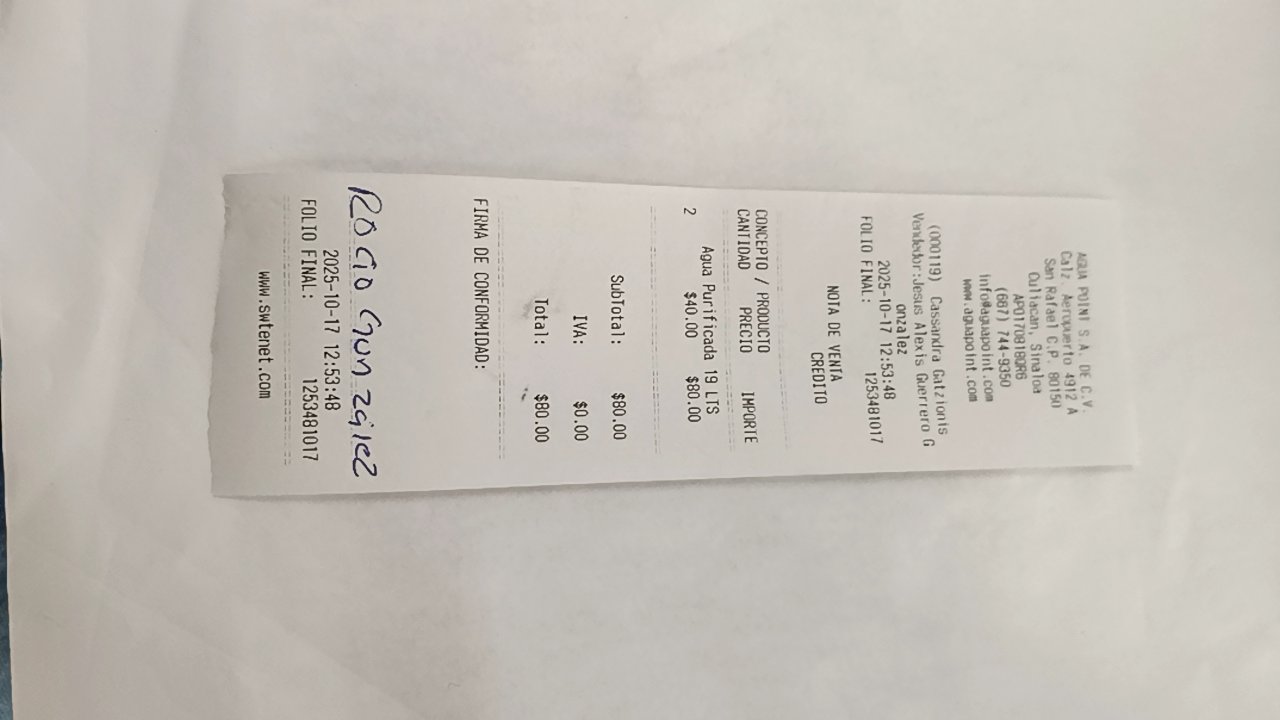 AGUA POINT S.A. DE C.V.
Calz. Aeropuerto 4912 A
San Rafael C.P. 80150
Culiacan, Sinaloa
APO170818QR6
(667) 744-9350
info@aguapoint.com
www.aguapoint.com
(000119) Cassandra Gatzionis
Vendedor:Jesus Alexis Guerrero G
onzalez
2025-10-17 12:53:48
FOLIO FINAL: 1253481017
NOTA DE VENTA
CREDITO
CONCEPTO / PRODUCTO
CANTIDAD PRECIO IMPORTE
Agua Purificada 19 LTS
2 $40.00 $80.00
SubTotal: $80.00
IVA: $0.00
Total: $80.00
FIRMA DE CONFORMIDAD:
Rocio Gonzalez
2025-10-17 12:53:48
FOLIO FINAL: 1253481017
www.swtenet.com